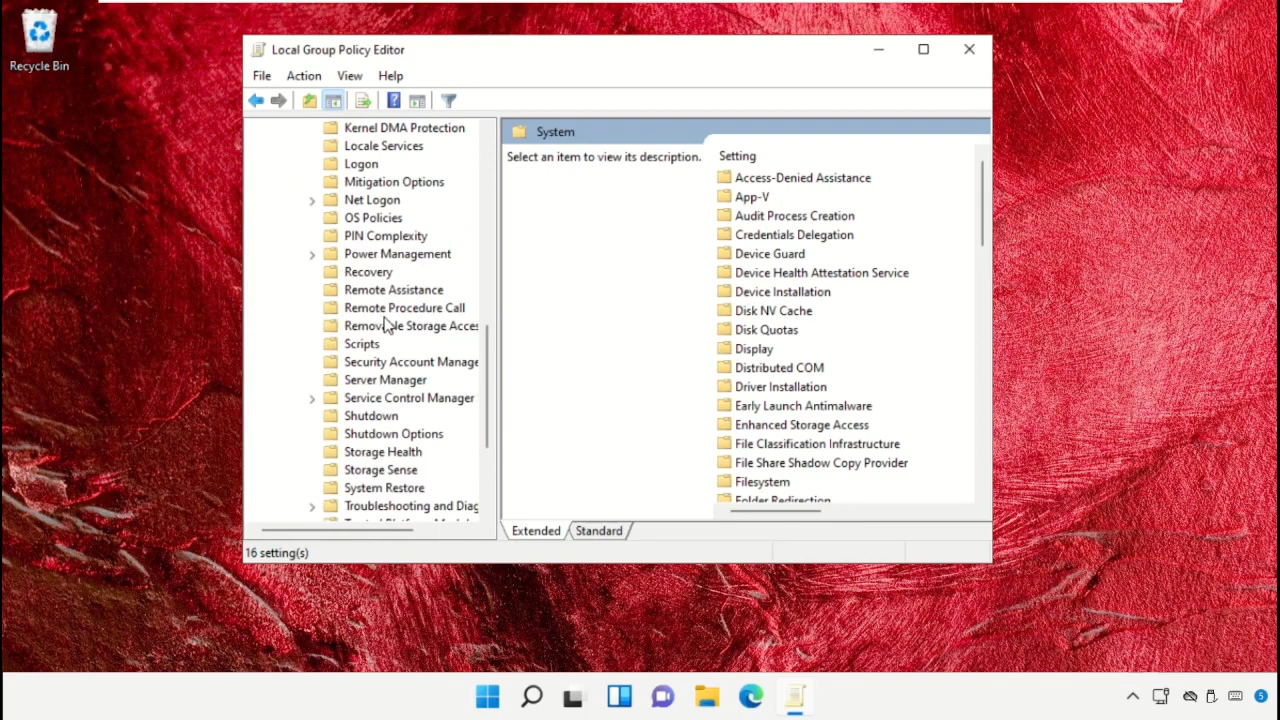 Recycle Bin
Local Group Policy Editor
File Action View Help
Kernel DMA Protection
Locale Services
Logon
Mitigation Options
Net Logon
OS Policies
PIN Complexity
Power Management
Recovery
Remote Assistance
Remote Procedure Call
Storage Acces
Scripts
Security Account Manage
Server Manager
Service Control Manager
Shutdown
Shutdown Options
Storage Health
Storage Sense
System Restore
Troubleshooting and Diag
System
Select an item to view its description.
Setting
Access-Denied Assistance
App-V
Audit Process Creation
Credentials Delegation
Device Guard
Device Health Attestation Service
Device Installation
Disk NV Cache
Disk Quotas
Display
Distributed COM
Driver Installation
Early Launch Antimalware
Enhanced Storage Access
File Classification Infrastructure
File Share Shadow Copy Provider
Filesystem
Folder Redirection
Extended Standard
16 setting(s)
5